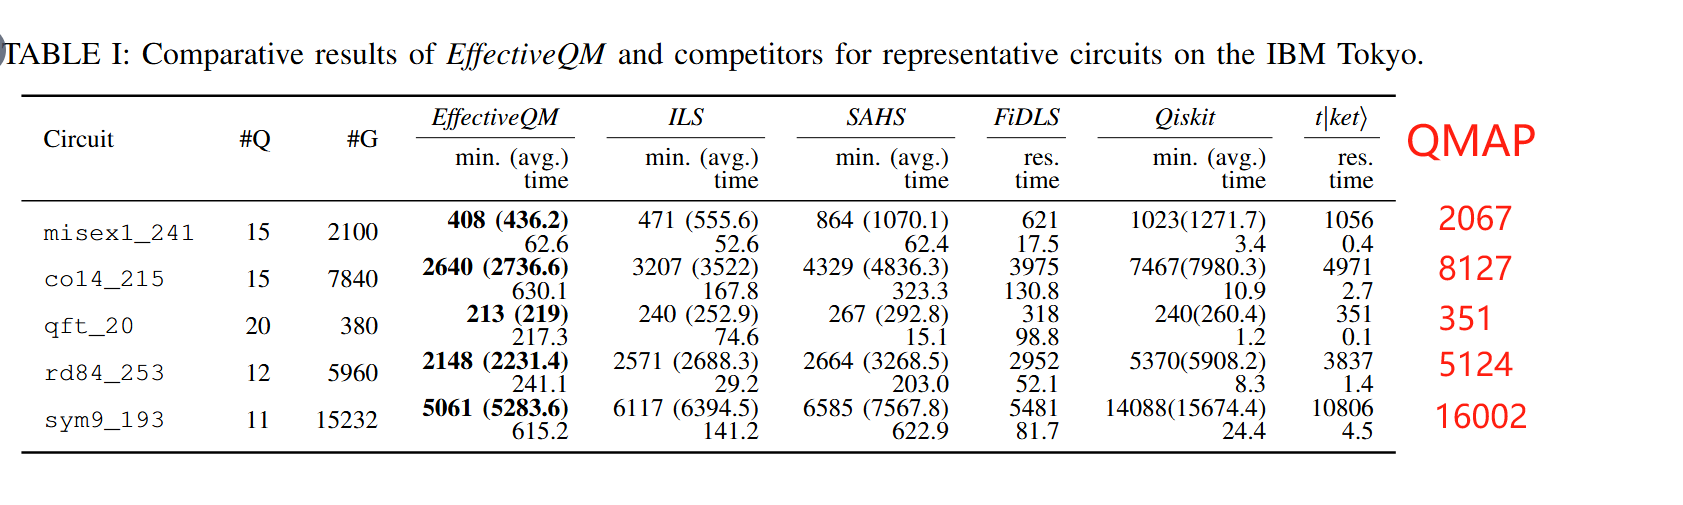 TABLE I: Comparative results of EffectiveQM and competitors for representative circuits on the IBM Tokyo.
Circuit #Q #G EffectiveQM ILS SAHS FiDLS Qiskit t|ket⟩ QMAP
min. (avg.) min. (avg.) min. (avg.) res. min. (avg.) res.
time time time time time time
misex1_241 15 2100 408 (436.2) 471 (555.6) 864 (1070.1) 621 1023(1271.7) 1056 2067
62.6 52.6 62.4 17.5 3.4 0.4
co14_215 15 7840 2640 (2736.6) 3207 (3522) 4329 (4836.3) 3975 7467(7980.3) 4971 8127
630.1 167.8 323.3 130.8 10.9 2.7
qft_20 20 380 213 (219) 240 (252.9) 267 (292.8) 318 240(260.4) 351 351
217.3 74.6 15.1 98.8 1.2 0.1
rd84_253 12 5960 2148 (2231.4) 2571 (2688.3) 2664 (3268.5) 2952 5370(5908.2) 3837 5124
241.1 29.2 203.0 52.1 8.3 1.4
sym9_193 11 15232 5061 (5283.6) 6117 (6394.5) 6585 (7567.8) 5481 14088(15674.4) 10806 16002
615.2 141.2 622.9 81.7 24.4 4.5